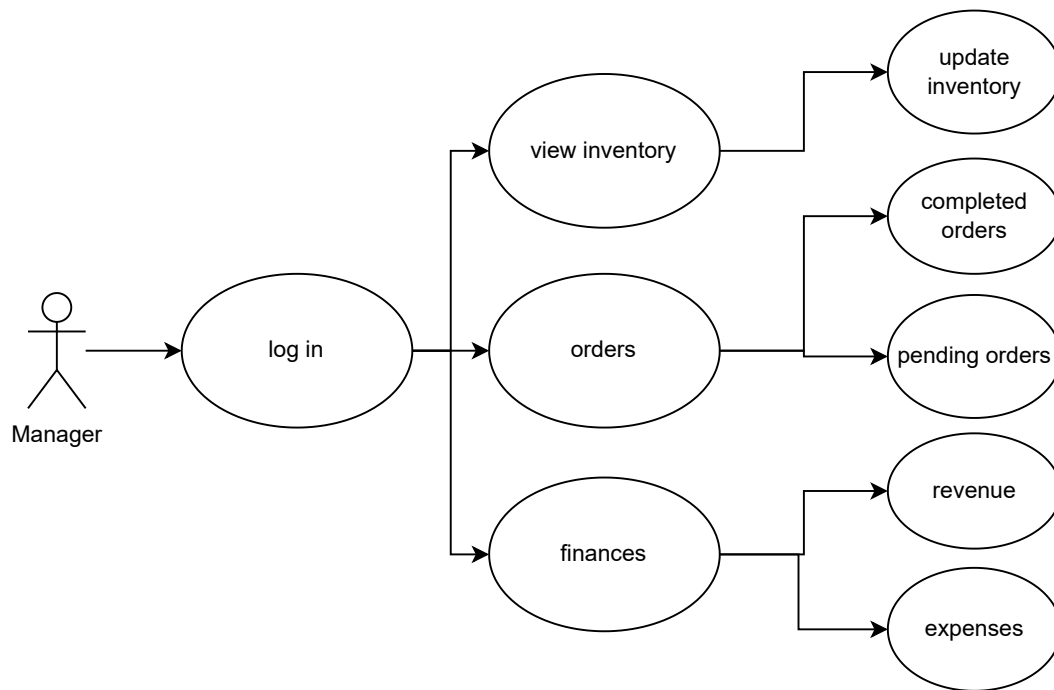 update
inventory
view inventory
completed
orders
log in
orders
pending orders
Manager
revenue
finances
expenses